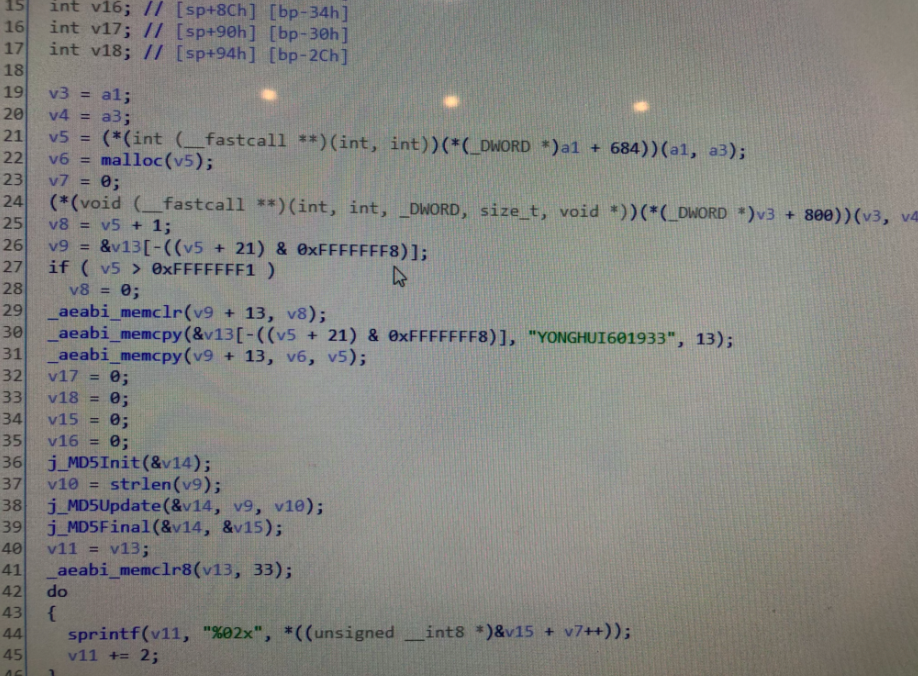 15 int v16; // [sp+8Ch] [bp-34h]
16 int v17; // [sp+90h] [bp-30h]
17 int v18; // [sp+94h] [bp-2Ch]
18
19 v3 = a1;
20 v4 = a3;
21 v5 = (*(int (__fastcall **)(int, int))(*(_DWORD *)a1 + 684))(a1, a3);
22 v6 = malloc(v5);
23 v7 = 0;
24 (*(void (__fastcall **)(int, int, _DWORD, size_t, void *))(*(_DWORD *)v3 + 800))(v3, v4
25 v8 = v5 + 1;
26 v9 = &v13[-((v5 + 21) & 0xFFFFFFF8)];
27 if ( v5 > 0xFFFFFFF1 )
28 v8 = 0;
29 _aeabi_memclr(v9 + 13, v8);
30 _aeabi_memcpy(&v13[-((v5 + 21) & 0xFFFFFFF8)], "YONGHUI601933", 13);
31 _aeabi_memcpy(v9 + 13, v6, v5);
32 v17 = 0;
33 v18 = 0;
34 v15 = 0;
35 v16 = 0;
36 j_MD5Init(&v14);
37 v10 = strlen(v9);
38 j_MD5Update(&v14, v9, v10);
39 j_MD5Final(&v14, &v15);
40 v11 = v13;
41 _aeabi_memclr8(v13, 33);
42 do
43 {
44 sprintf(v11, "%02x", *((unsigned __int8 *)&v15 + v7++));
45 v11 += 2;
46 }